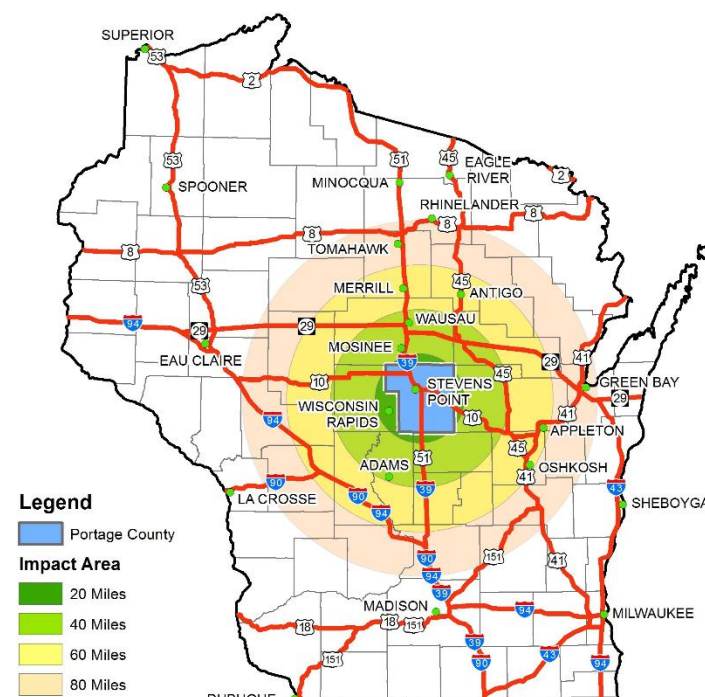 SUPERIOR
53
2
51
45
EAGLE
RIVER
2
53
SPOONER
MINOCQUA
RHINELANDER
8
8
8
8
TOMAHAWK
53
MERRILL
45
ANTIGO
94
29
29
WAUSAU
EAU CLAIRE
MOSINEE
39
29
41
10
STEVENS
POINT
45
GREEN BAY
29
WISCONSIN
RAPIDS
10
41
94
APPLETON
51
45
ADAMS
OSHKOSH
41
90
LA CROSSE
90
39
43
SHEBOYGA
94
90
94
39
151
41
MADISON
94
MILWAUKEE
18
18
151
39
151
90
43
94
Legend
Portage County
Impact Area
20 Miles
40 Miles
60 Miles
80 Miles